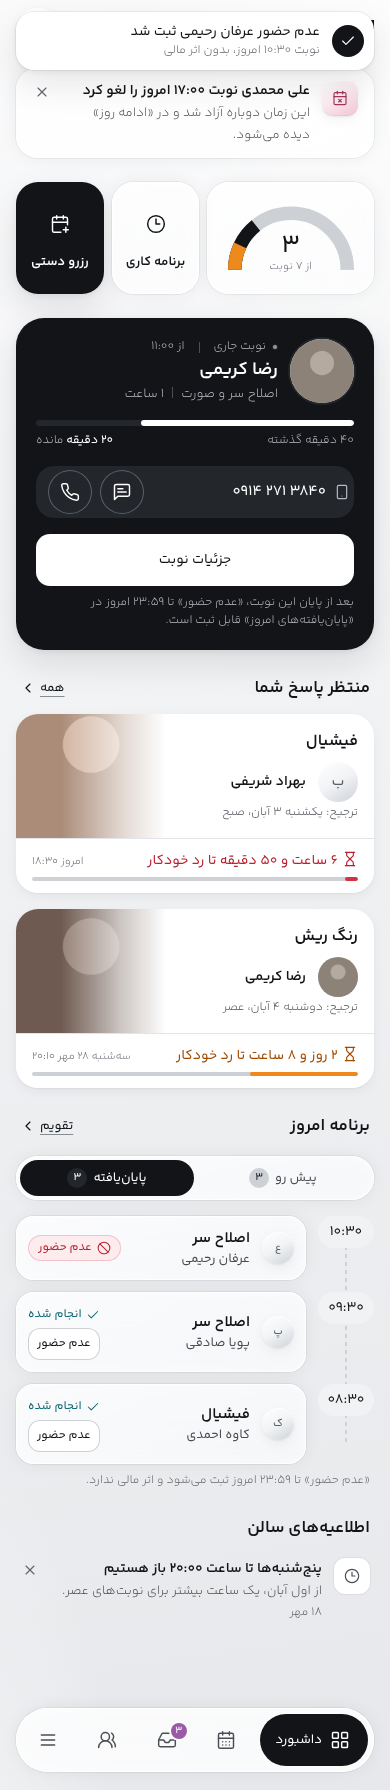 عدم حضور عرفان رحیمی ثبت شد
نوبت ۱۰:۳۰ امروز، بدون اثر مالی
علی محمدی نوبت ۱۷:۰۰ امروز را لغو کرد
این زمان دوباره آزاد شد و در «ادامه روز»
دیده می‌شود.
۳
از ۷ نوبت
برنامه کاری
رزرو دستی
نوبت جاری | از ۱۱:۰۰
رضا کریمی
اصلاح سر و صورت | ۱ ساعت
۴۰ دقیقه گذشته
۲۰ دقیقه مانده
۰۹۱۴ ۲۷۱ ۳۸۴۰
جزئیات نوبت
بعد از پایان این نوبت، «عدم حضور» تا ۲۳:۵۹ امروز در
«پایان‌یافته‌های امروز» قابل ثبت است.
منتظر پاسخ شما
همه
فیشیال
ب
بهراد شریفی
ترجیح: یکشنبه ۳ آبان، صبح
۶ ساعت و ۵۰ دقیقه تا رد خودکار
امروز ۱۸:۳۰
رنگ ریش
رضا کریمی
ترجیح: دوشنبه ۴ آبان، عصر
۲ روز و ۸ ساعت تا رد خودکار
سه‌شنبه ۲۸ مهر ۲۰:۱۰
برنامه امروز
تقویم
پیش رو ۳
پایان‌یافته ۳
۱۰:۳۰
ع
اصلاح سر
عرفان رحیمی
عدم حضور
۰۹:۳۰
پ
اصلاح سر
پویا صادقی
انجام شده
عدم حضور
۰۸:۳۰
ک
فیشیال
کاوه احمدی
انجام شده
عدم حضور
«عدم حضور» تا ۲۳:۵۹ امروز ثبت می‌شود و اثر مالی ندارد.
اطلاعیه‌های سالن
پنج‌شنبه‌ها تا ساعت ۲۰:۰۰ باز هستیم
از اول آبان، یک ساعت بیشتر برای نوبت‌های عصر.
۱۸ مهر
داشبورد
۳